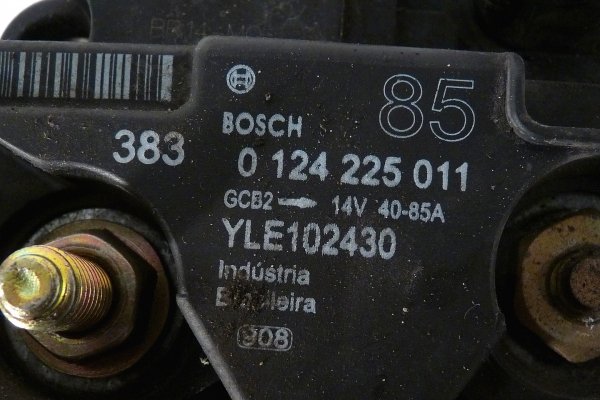 85
BOSCH
383
0 124 225 011
GCB2 14V 40-85A
YLE102430
Indústria
Brasileira
908